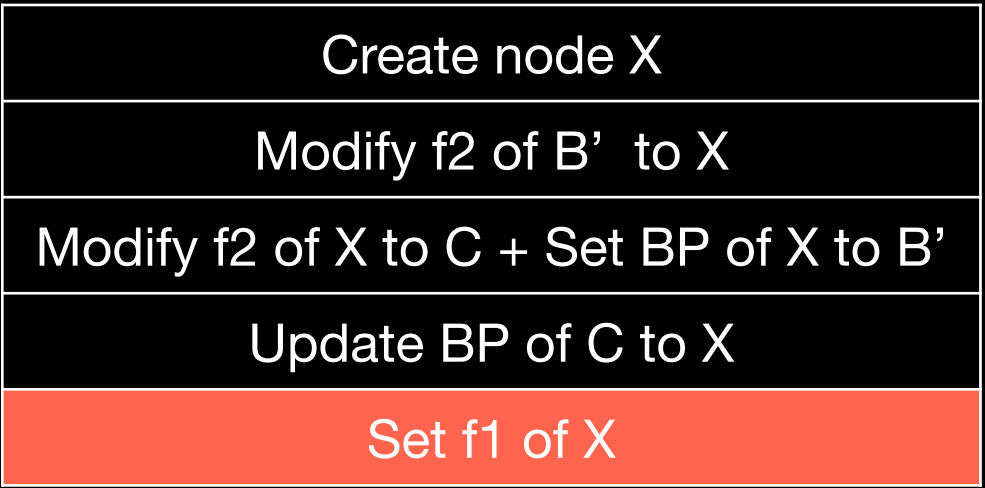 Create node X
Modify f2 of B’ to X
Modify f2 of X to C + Set BP of X to B’
Update BP of C to X
Set f1 of X